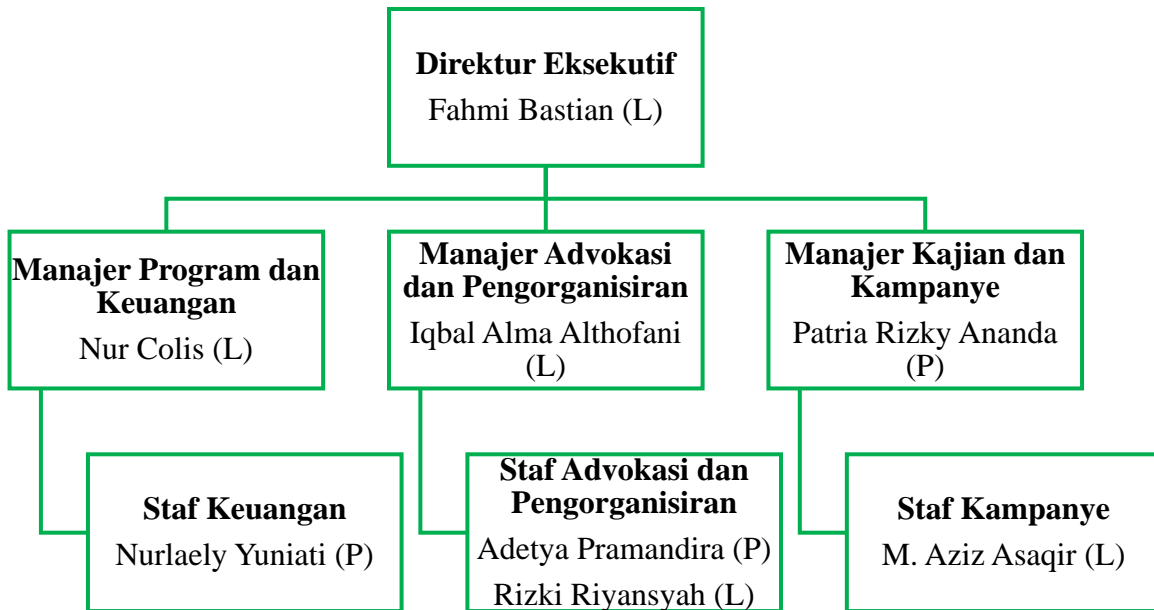 Direktur Eksekutif
Fahmi Bastian (L)
Manajer Program dan
Keuangan
Nur Colis (L)
Manajer Advokasi
dan Pengorganisiran
Iqbal Alma Althofani
(L)
Manajer Kajian dan
Kampanye
Patria Rizky Ananda
(P)
Staf Keuangan
Nurlaely Yuniati (P)
Staf Advokasi dan
Pengorganisiran
Adetya Pramandira (P)
Rizki Riyansyah (L)
Staf Kampanye
M. Aziz Asaqir (L)